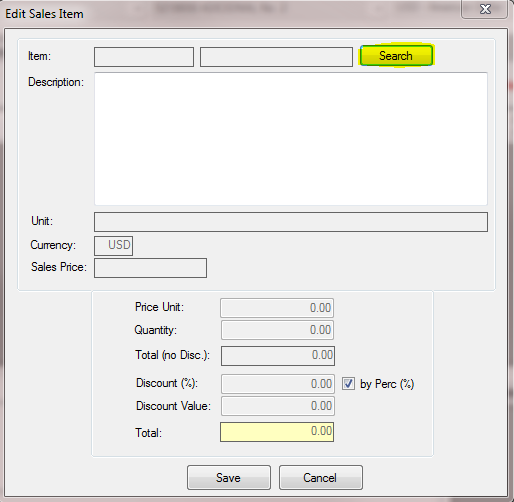 Edit Sales Item
Item: Search
Description:
Unit:
Currency: USD
Sales Price:
Price Unit: 0.00
Quantity: 0.00
Total (no Disc.): 0.00
Discount (%): 0.00 by Perc (%)
Discount Value: 0.00
Total: 0.00
Save Cancel